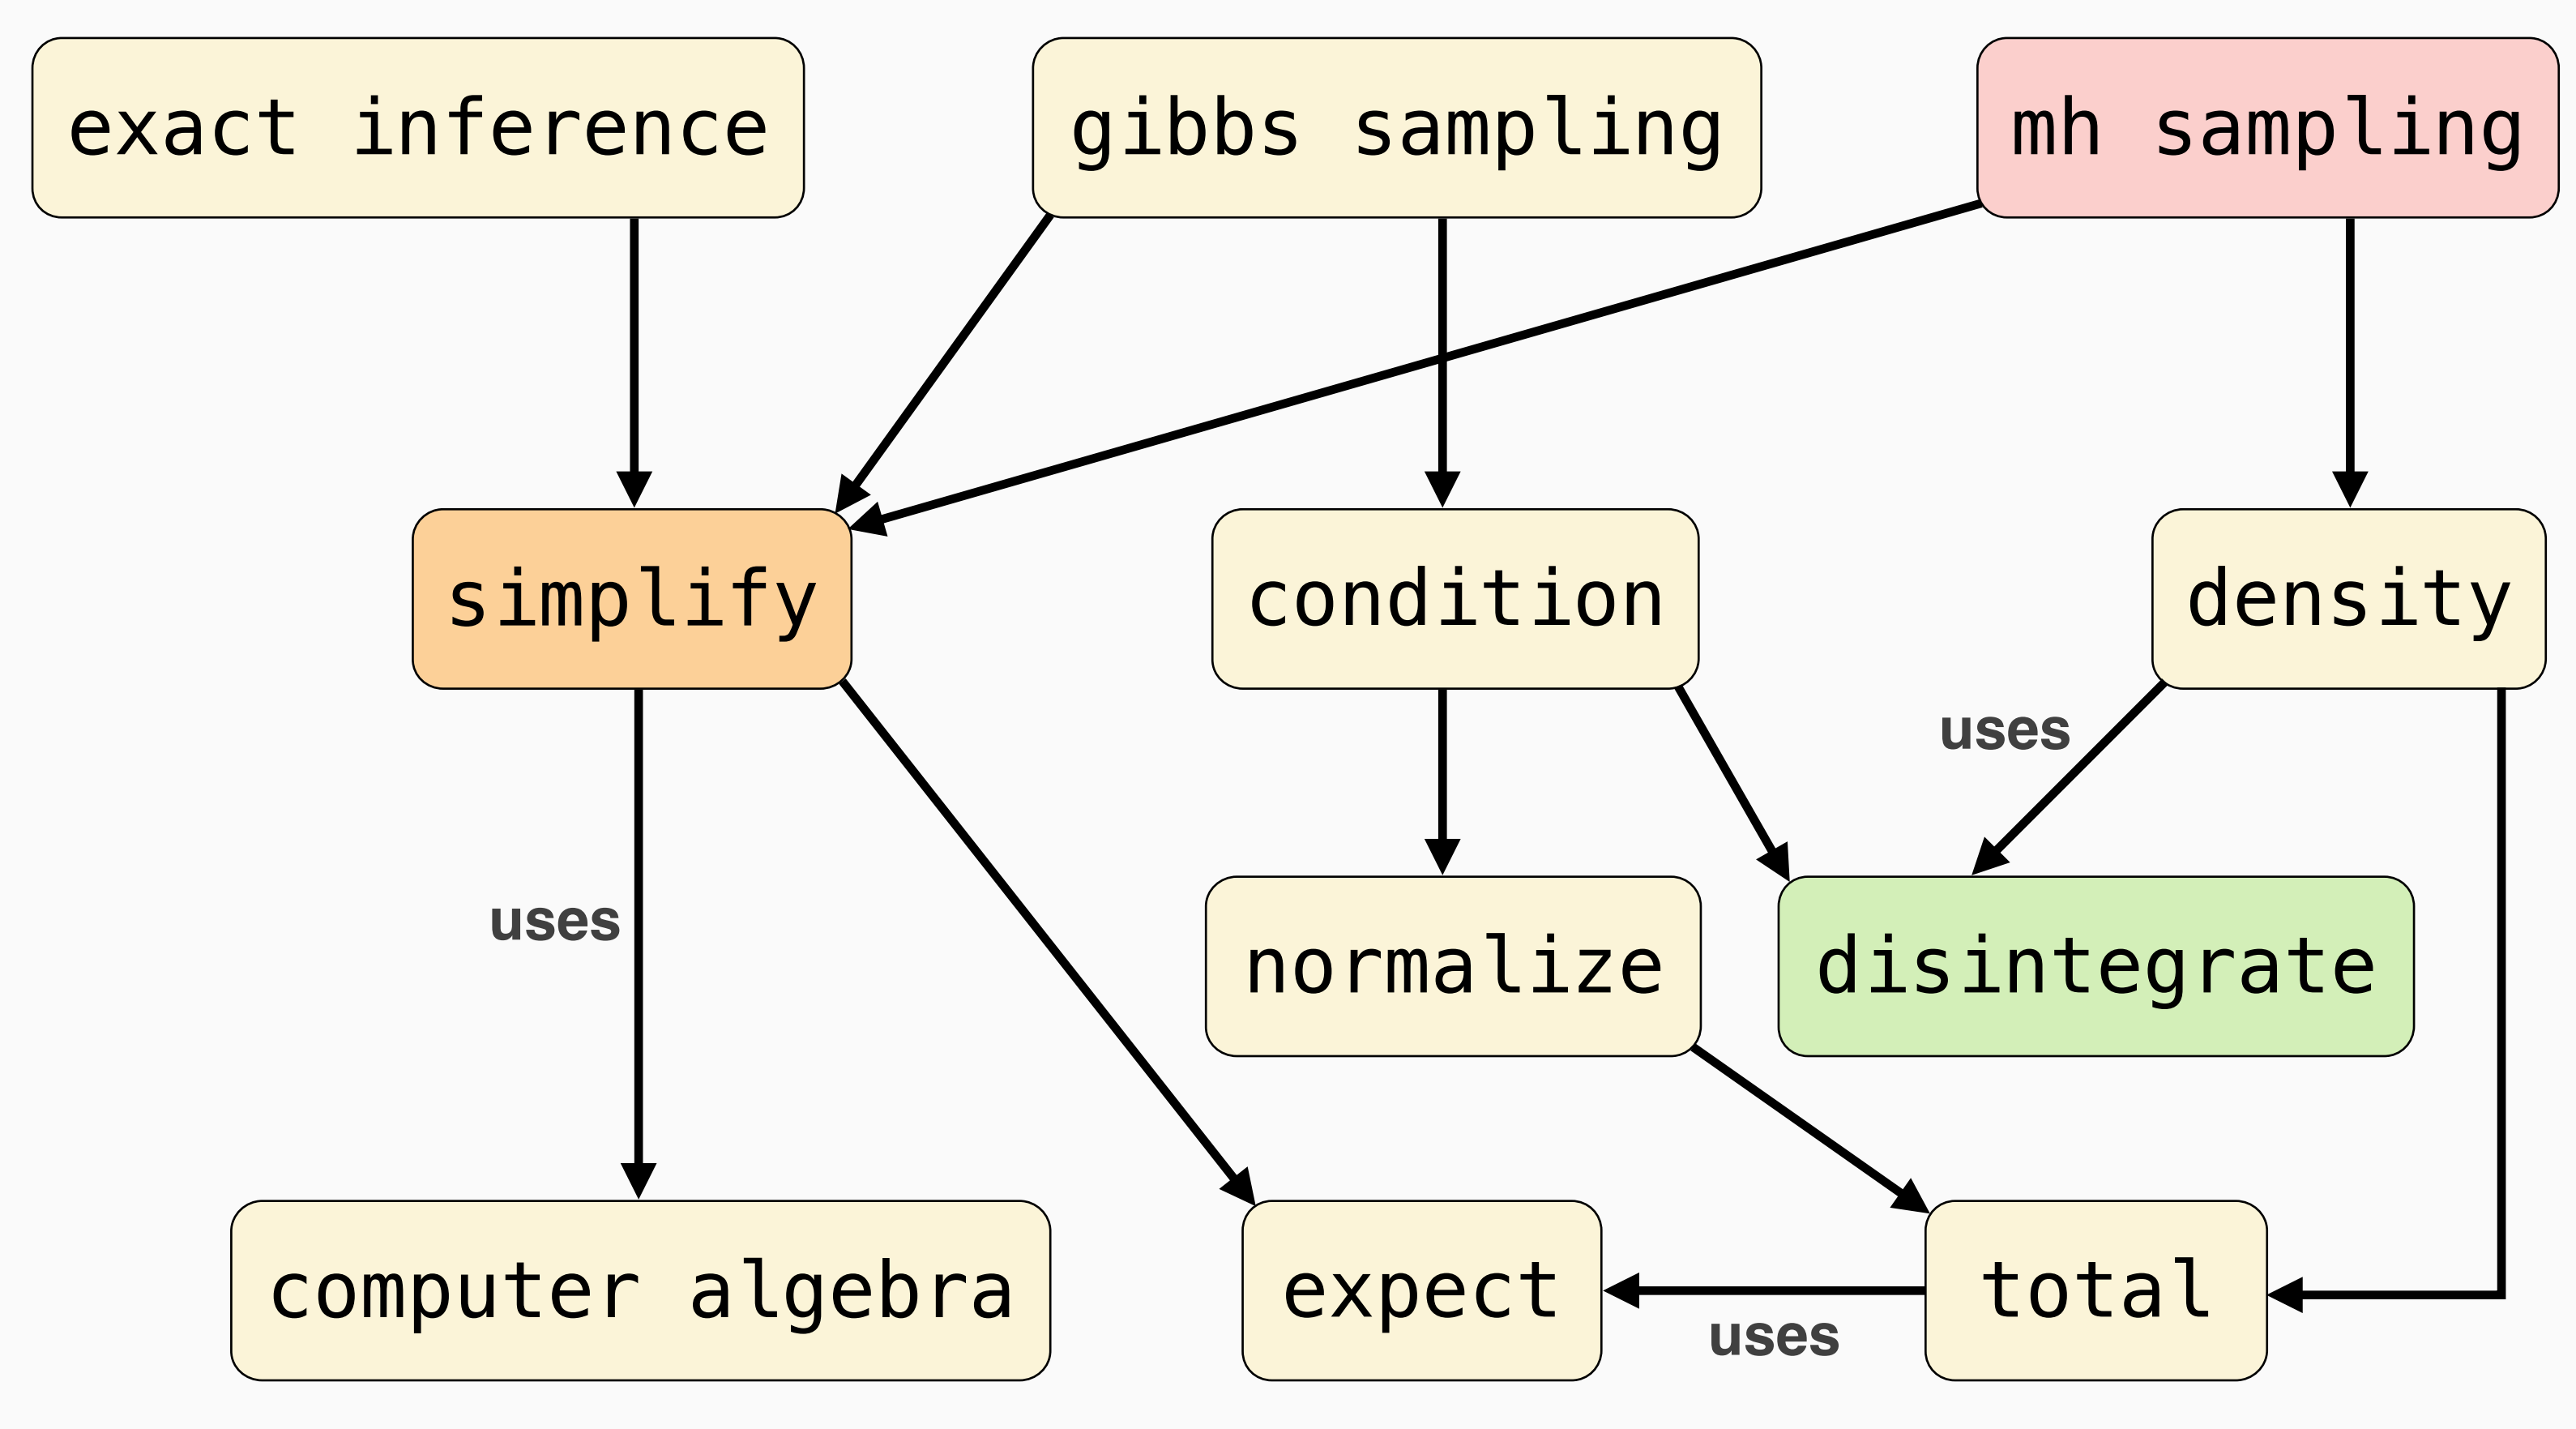 exact inference
gibbs sampling
mh sampling
simplify
condition
density
uses
uses
normalize
disintegrate
computer algebra
expect
total
uses